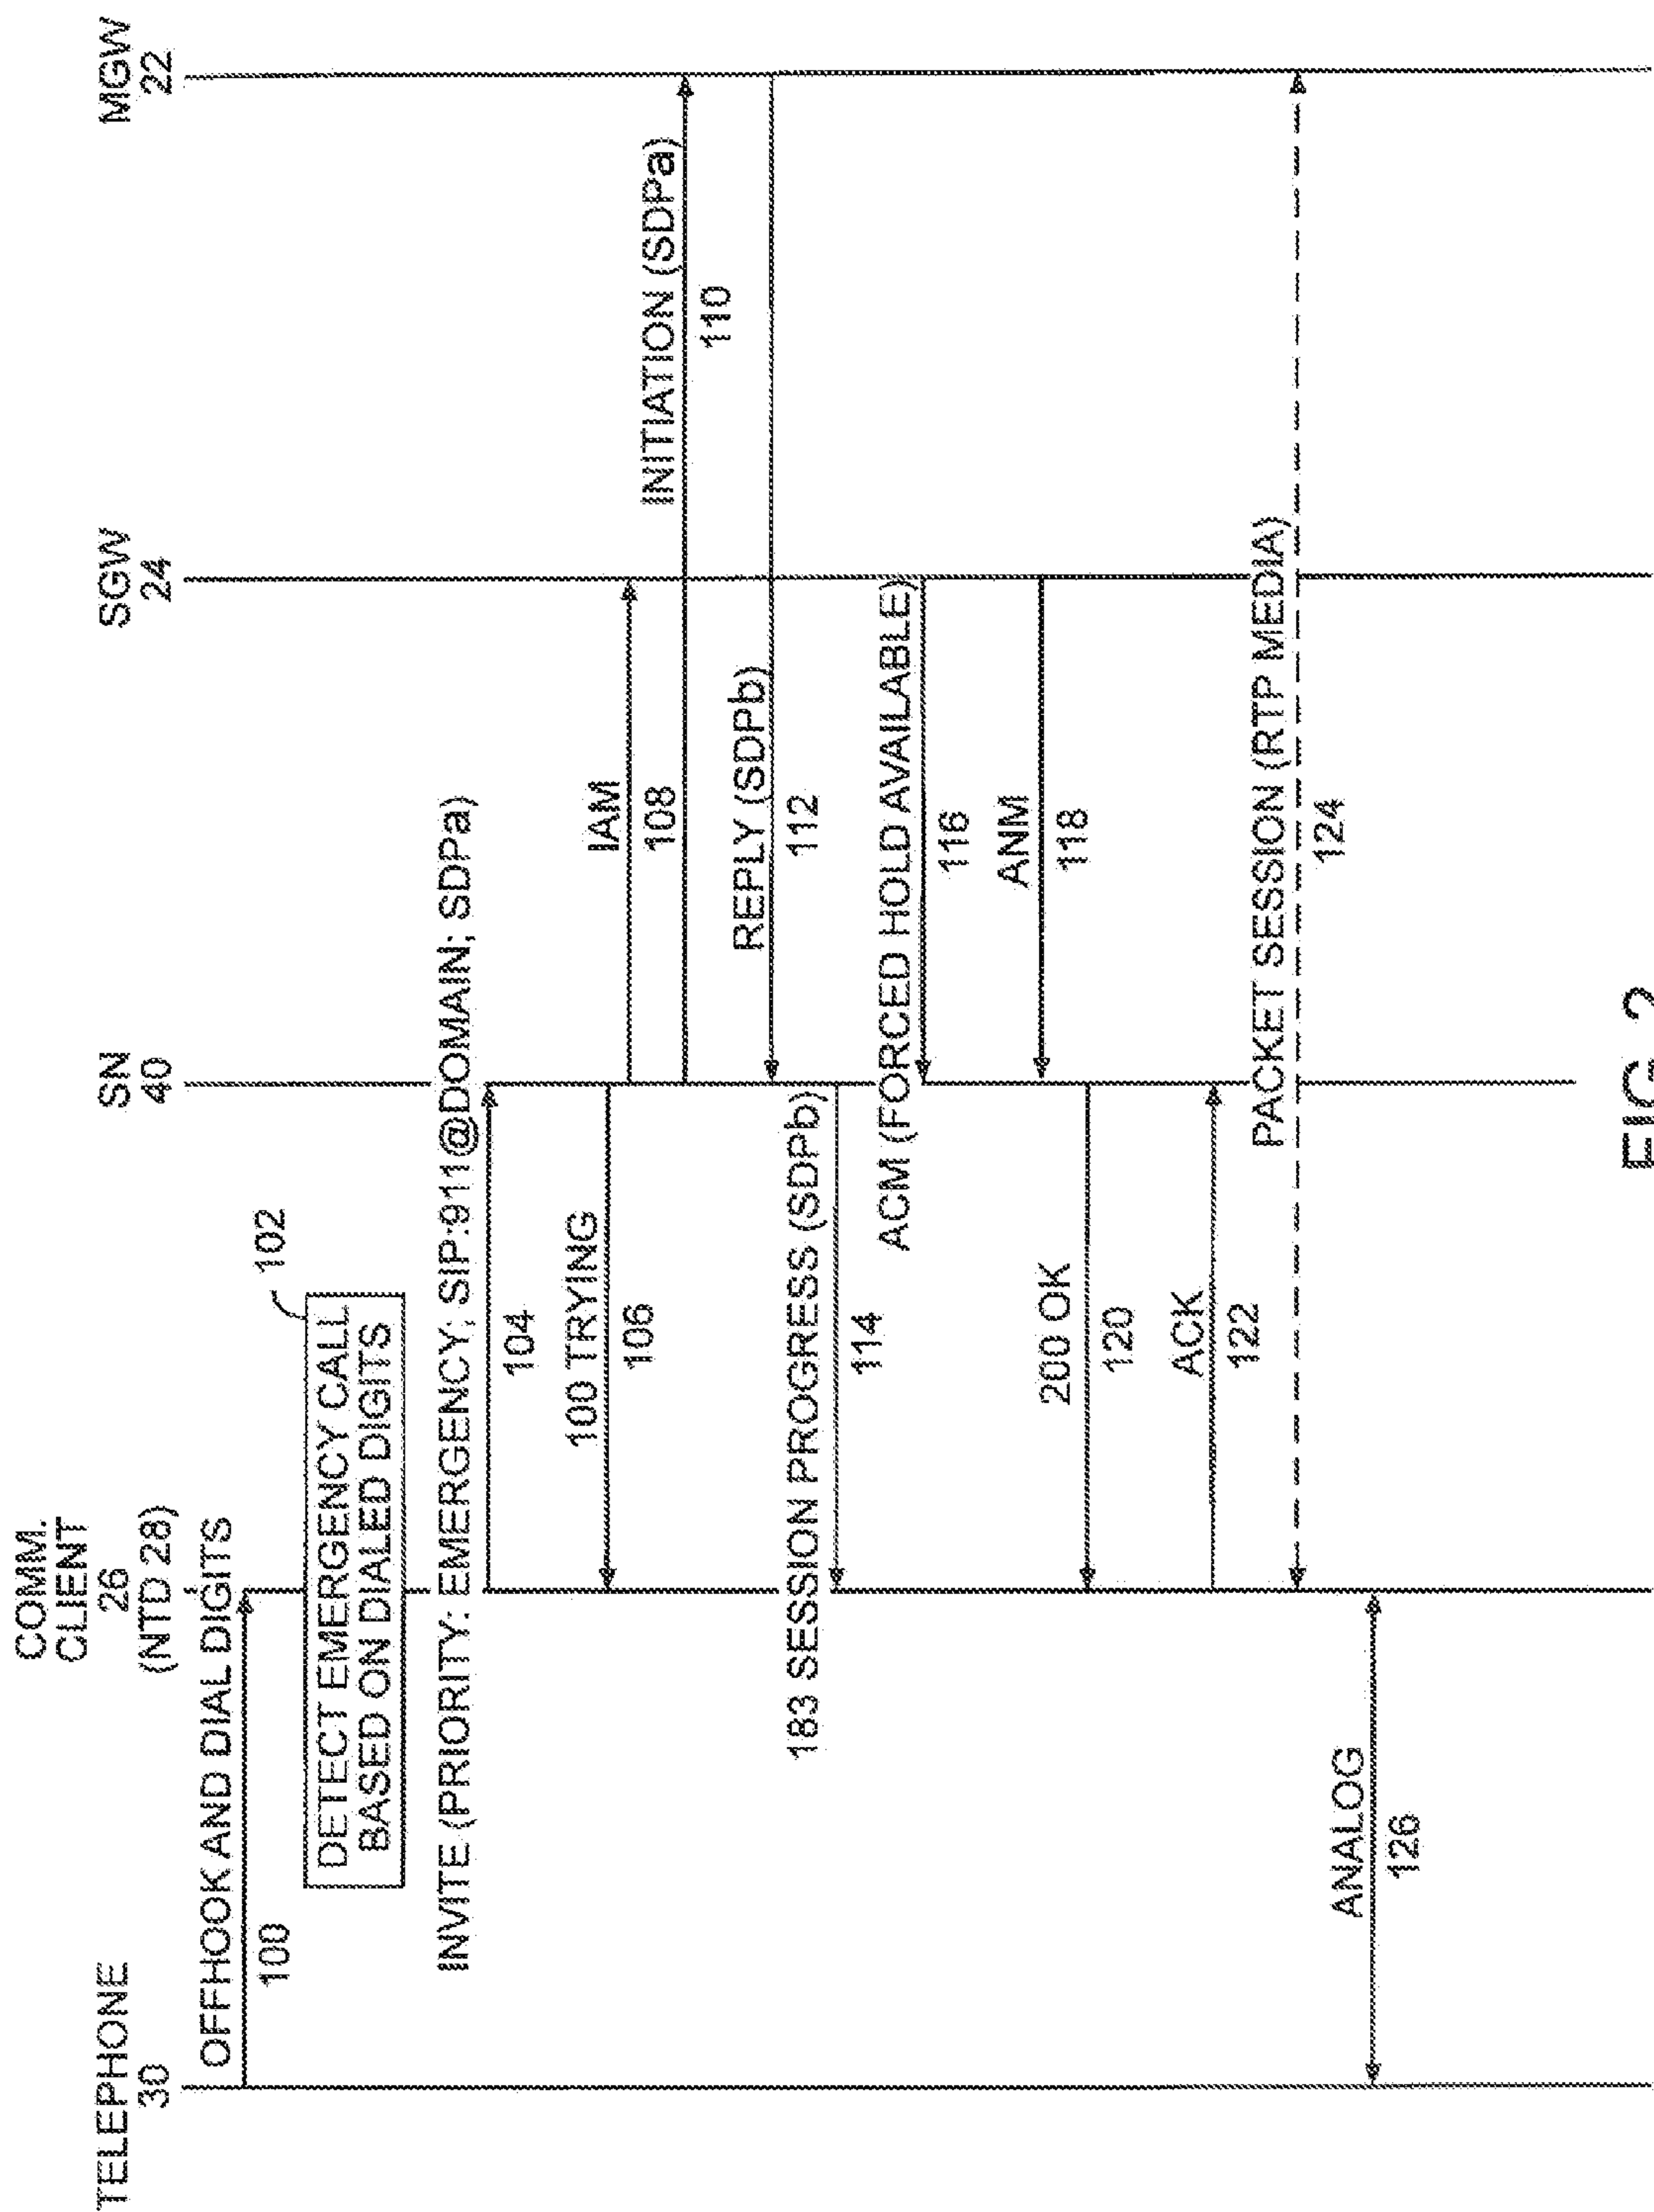 TELEPHONE
30
COMM.
CLIENT
26
(NTD 28)
SN
40
SGW
24
MGW
22
OFFHOOK AND DIAL DIGITS
100
102
DETECT EMERGENCY CALL
BASED ON DIALED DIGITS
INVITE (PRIORITY: EMERGENCY; SIP:911@DOMAIN; SDPa)
104
100 TRYING
106
IAM
108
INITIATION (SDPa)
110
REPLY (SDPb)
112
183 SESSION PROGRESS (SDPb)
114
ACM (FORCED HOLD AVAILABLE)
116
ANM
118
200 OK
120
ACK
122
PACKET SESSION (RTP MEDIA)
124
ANALOG
126
FIG. 2